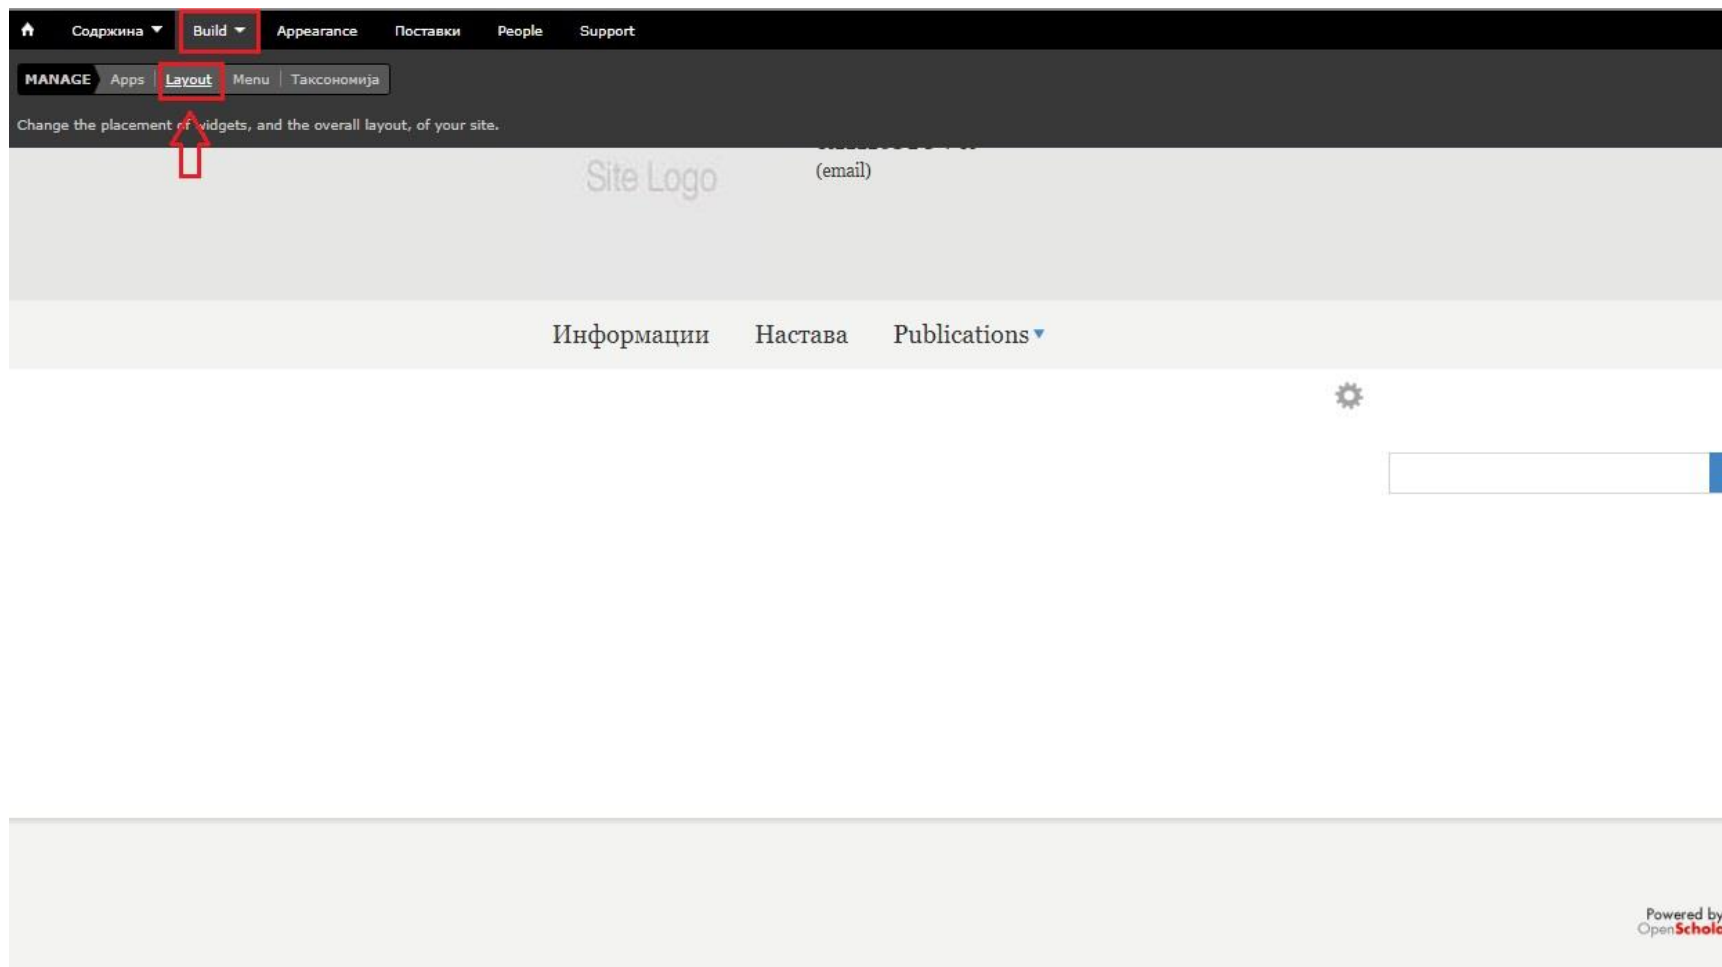 Содржина Build Appearance Поставки People Support
MANAGE Apps Layout Menu Таксономија
Change the placement of widgets, and the overall layout, of your site.
Site Logo
(email)
Информации Настава Publications
Powered by